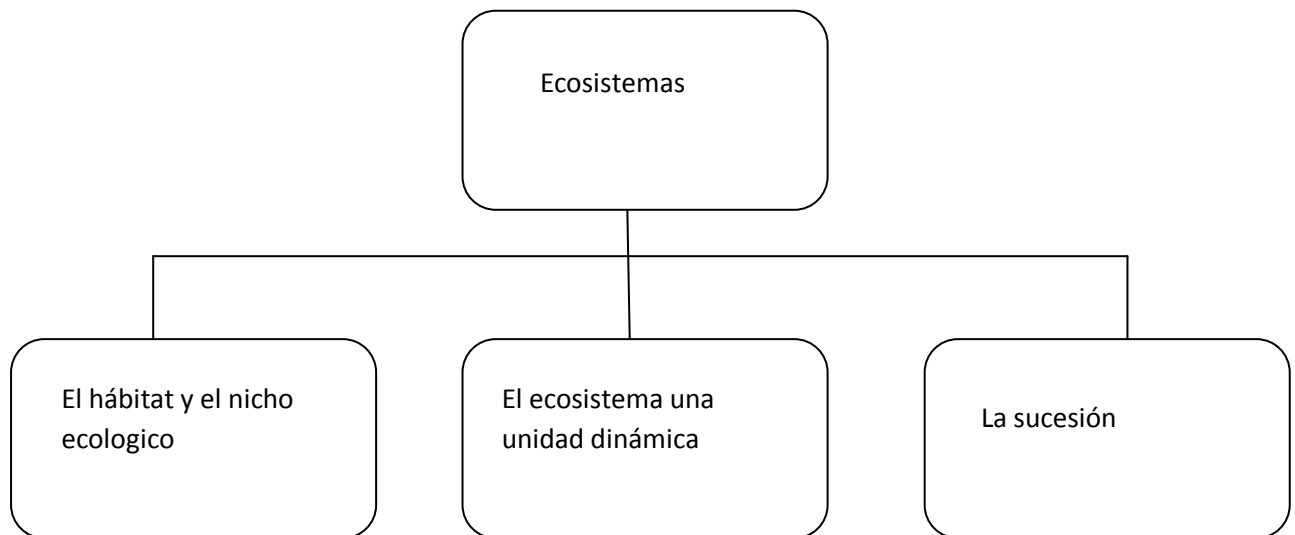 Ecosistemas
El hábitat y el nicho
ecologico
El ecosistema una
unidad dinámica
La sucesión